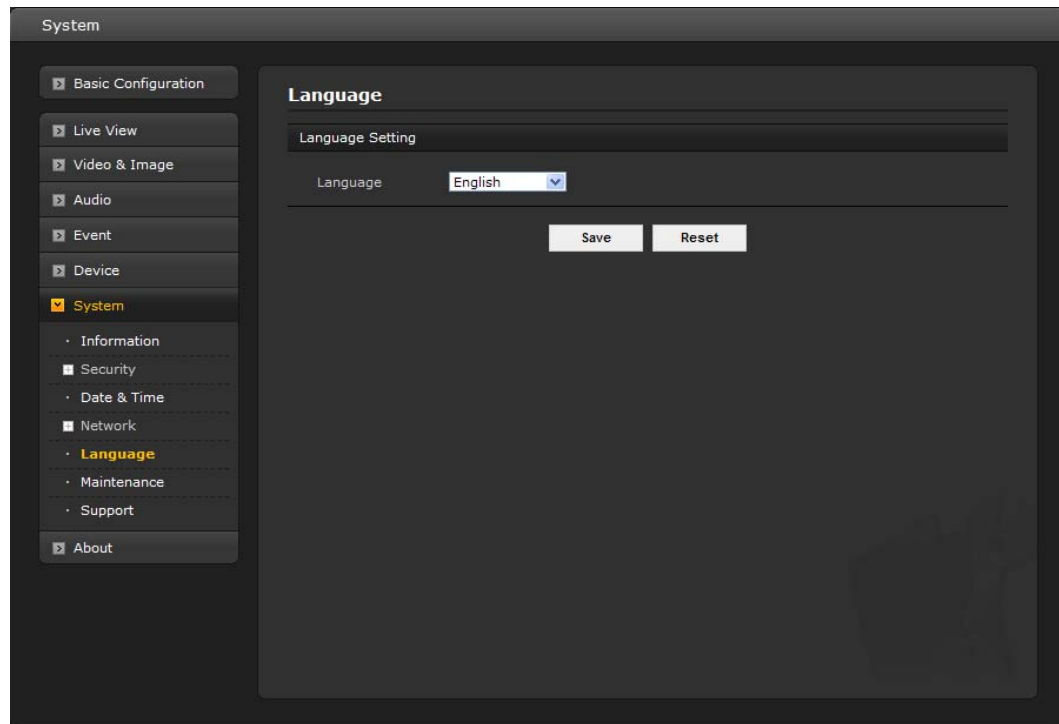 System
Basic Configuration
Live View
Video & Image
Audio
Event
Device
System
Information
Security
Date & Time
Network
Language
Maintenance
Support
About
Language
Language Setting
Language English
Save Reset